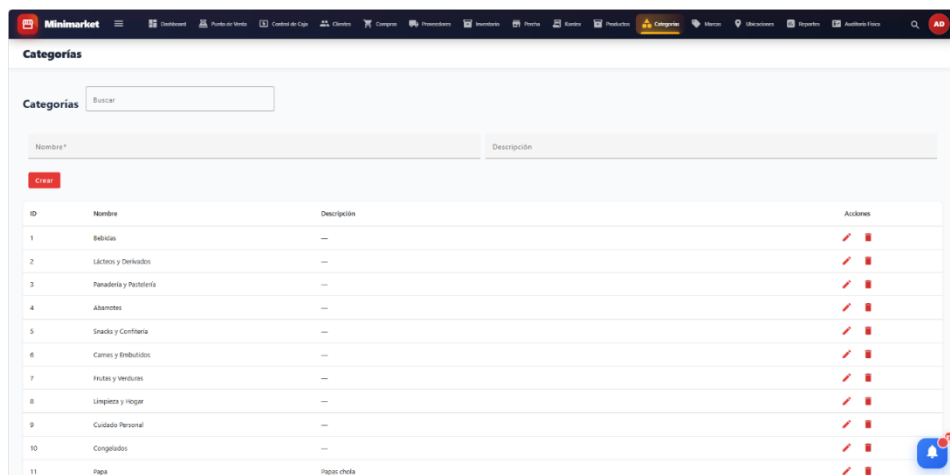 Minimarket Dashboard Punto de Venta Control de Caja Clientes Compras Proveedores Inventario Percha Kardex Productos Categorías Marcas Ubicaciones Reportes Auditoría Física AD
Categorías
Categorías Buscar
Nombre* Descripción
Crear
ID Nombre Descripción Acciones
1 Bebidas —
2 Lácteos y Derivados —
3 Panadería y Pastelería —
4 Abarrotes —
5 Snacks y Confitería —
6 Carnes y Embutidos —
7 Frutas y Verduras —
8 Limpieza y Hogar —
9 Cuidado Personal —
10 Congelados —
11 Papa Papas chola